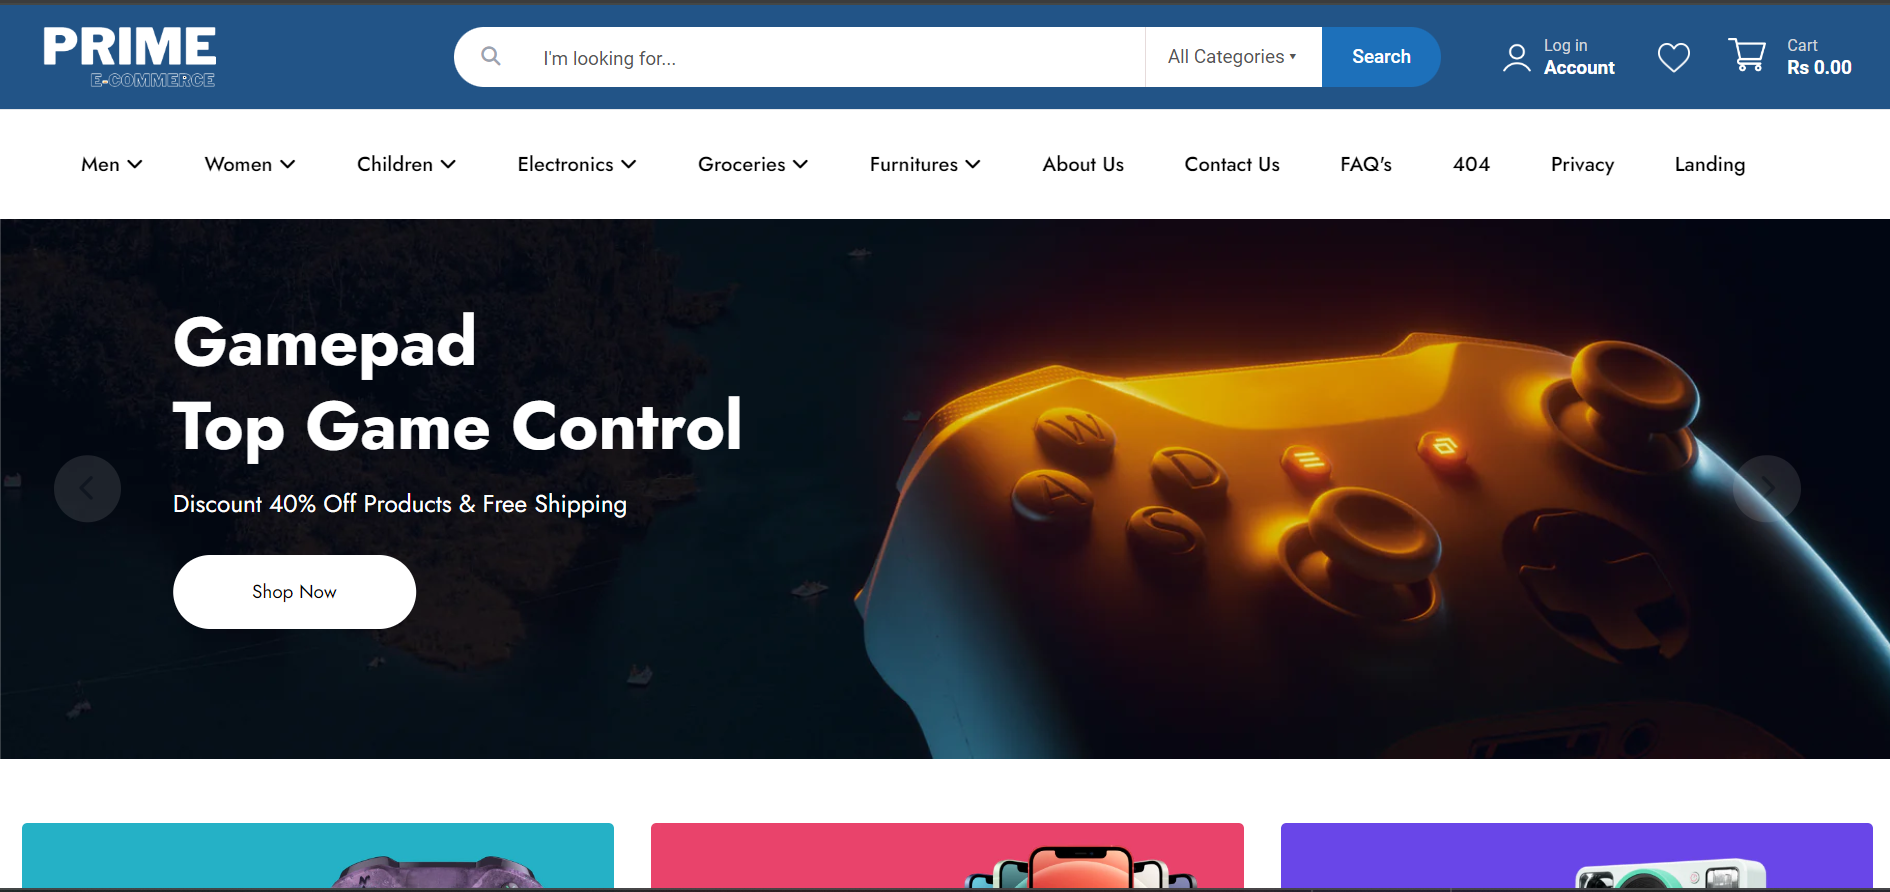 PRIME
E-COMMERCE
I'm looking for...
All Categories
Search
Log in
Account
Cart
Rs 0.00
Men
Women
Children
Electronics
Groceries
Furnitures
About Us
Contact Us
FAQ's
404
Privacy
Landing
Gamepad
Top Game Control
Discount 40% Off Products & Free Shipping
Shop Now
W
D
A
S